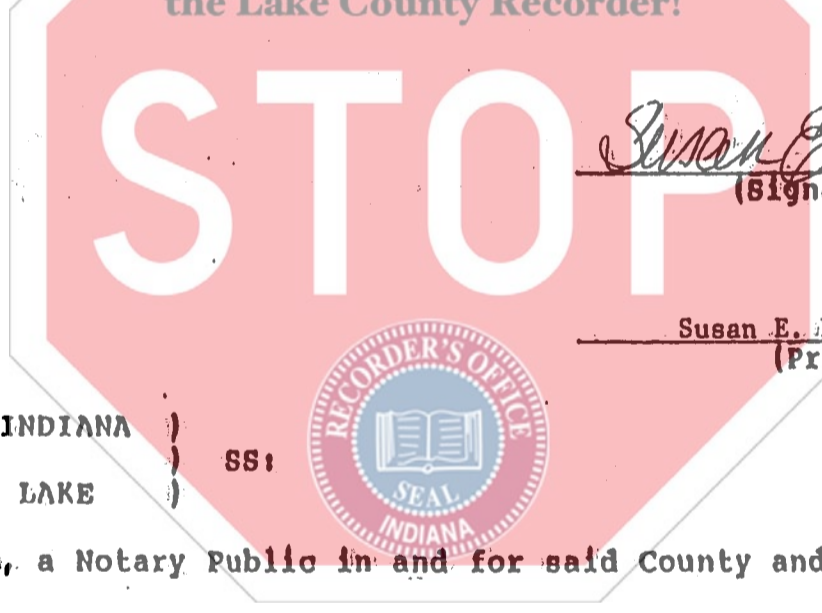 the Lake County Recorder!
STOP
Susan E
(Sign
Susan E.
(Pr
RECORDER'S OFFICE
INDIANA )
) SS:
LAKE )
SEAL
INDIANA
, a Notary Public in and for said County and